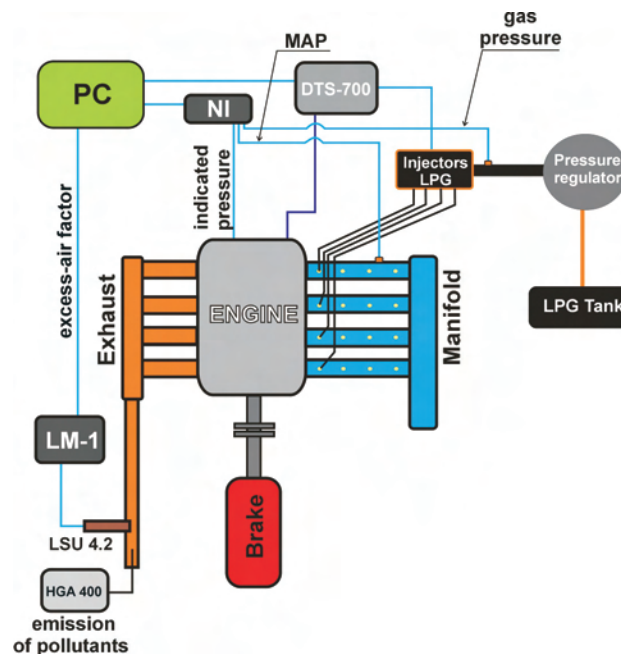 gas
pressure
MAP
PC
DTS-700
NI
Injectors
LPG
Pressure
regulator
indicated
pressure
excess-air factor
LPG Tank
ENGINE
Exhaust
Manifold
LM-1
LSU 4.2
Brake
HGA 400
emission
of pollutants